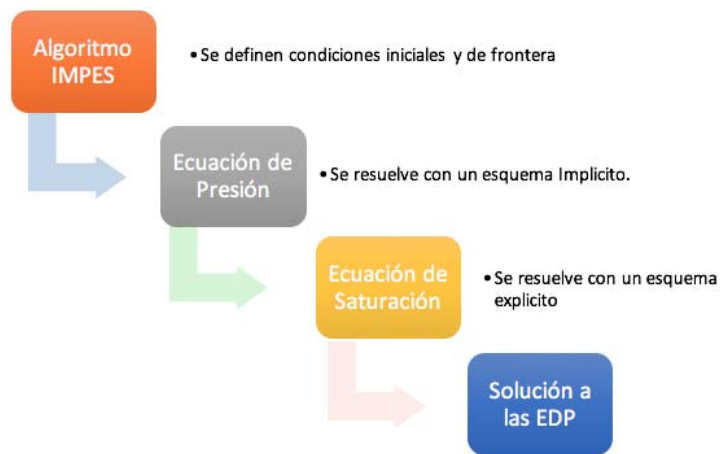 Algoritmo
IMPES
• Se definen condiciones iniciales y de frontera
Ecuación de
Presión
• Se resuelve con un esquema Implicito.
Ecuación de
Saturación
• Se resuelve con un esquema
explicito
Solución a
las EDP